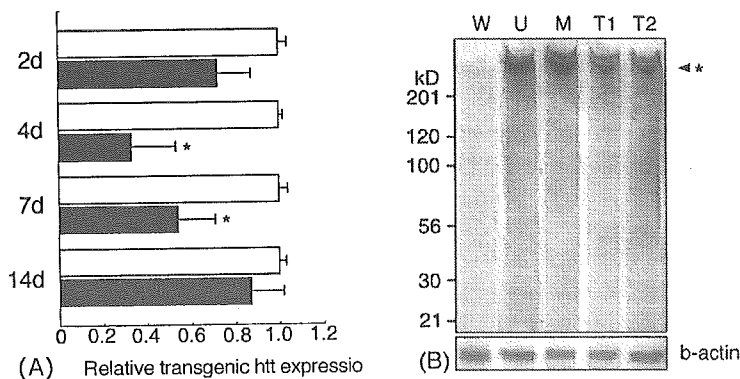 2d
4d
*
7d
*
14d
0 0.2 0.4 0.6 0.8 1.0 1.2
(A) Relative transgenic htt expressio
W U M T1 T2
*
kD
201
120
100
56
30
21
(B) b-actin